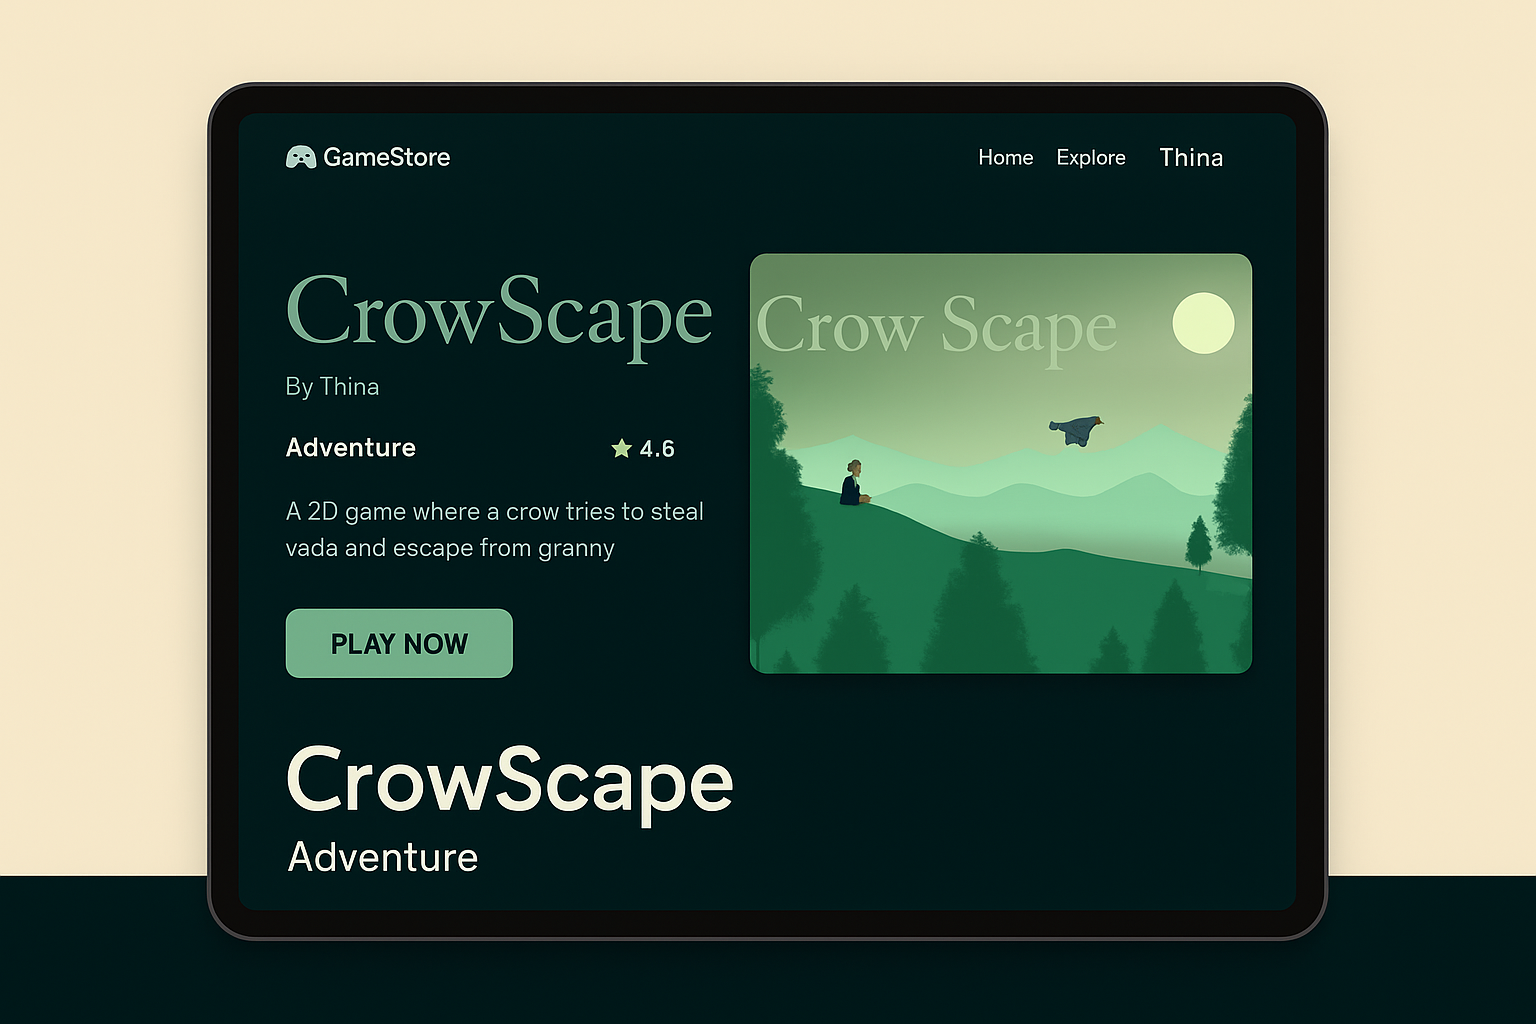 GameStore
Home Explore Thina
CrowScape
By Thina
Adventure
4.6
A 2D game where a crow tries to steal
vada and escape from granny
PLAY NOW
Crow Scape
CrowScape
Adventure